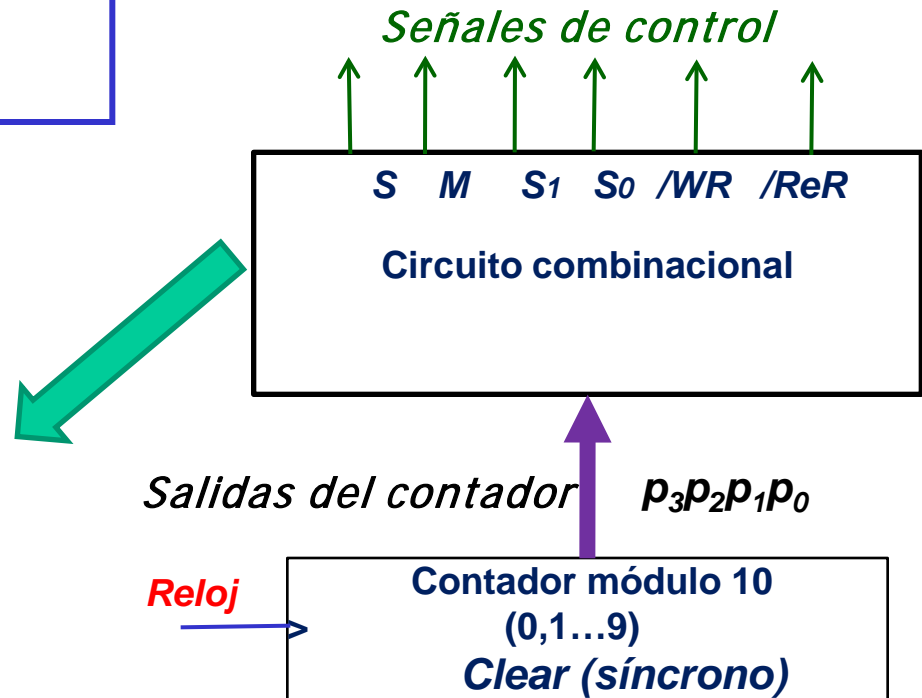 Señales de control
S M S1 S0 /WR /ReR
Circuito combinacional
Salidas del contador p3p2p1p0
Reloj
Contador módulo 10
>
(0,1…9)
Clear (síncrono)